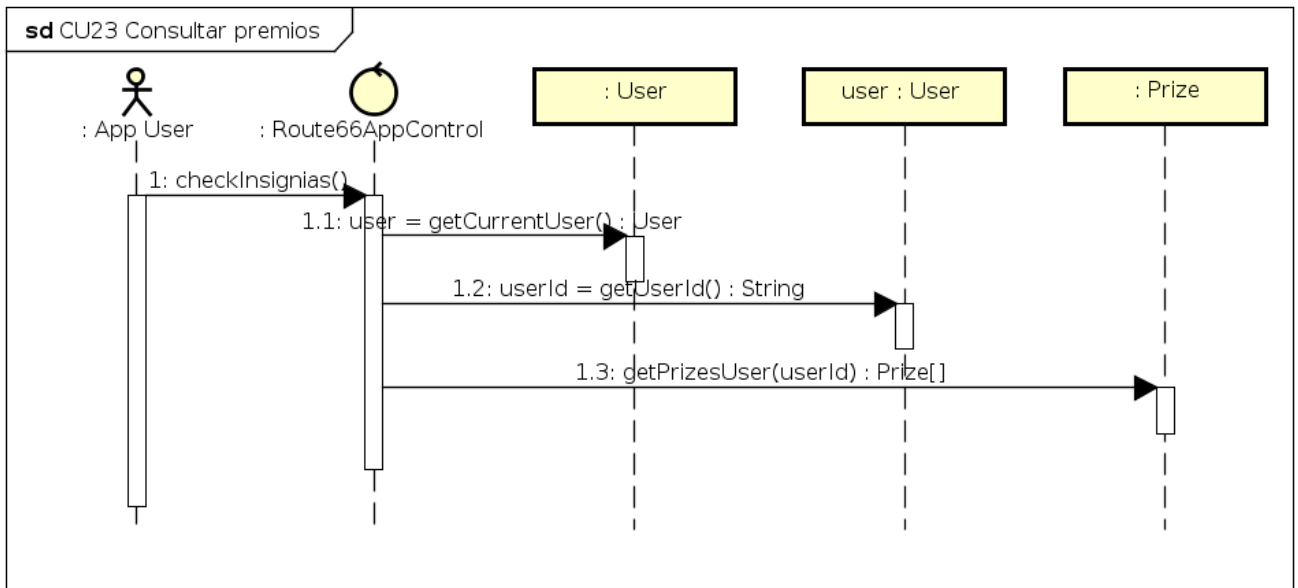 sd CU23 Consultar premios
: App User
: Route66AppControl
: User
user : User
: Prize
1: checkInsignias()
1.1: user = getCurrentUser() : User
1.2: userId = getUserId() : String
1.3: getPrizesUser(userId) : Prize[]